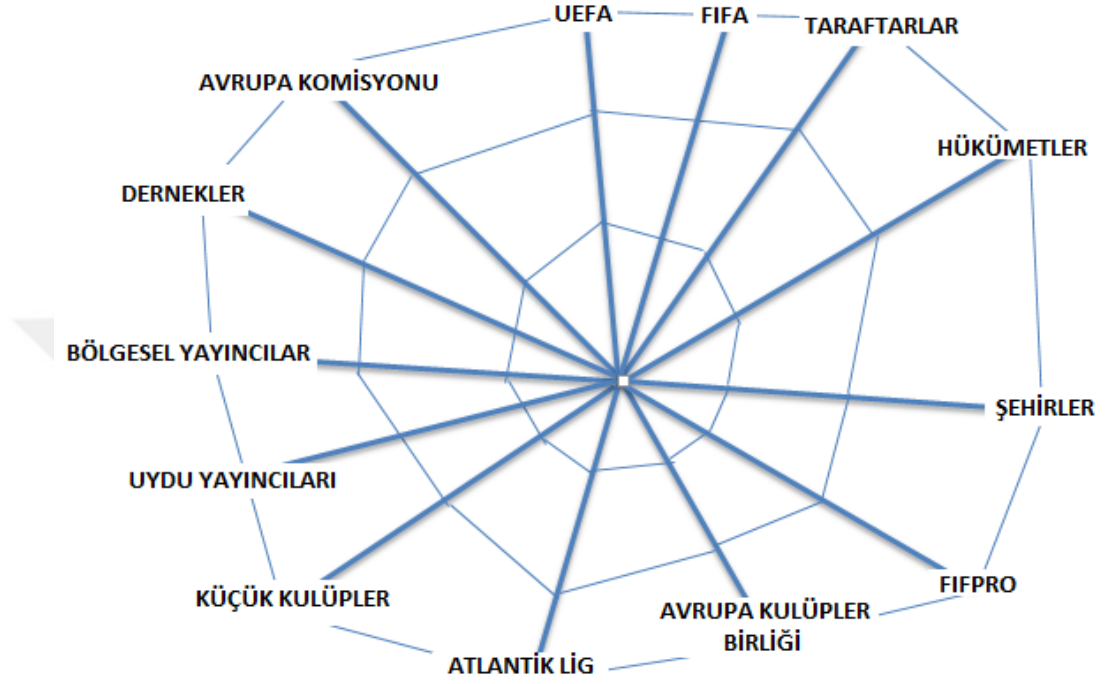 UEFA
FIFA
TARAFTARLAR
AVRUPA KOMİSYONU
HÜKÜMETLER
DERNEKLER
BÖLGESEL YAYINCILAR
ŞEHİRLER
UYDU YAYINCILARI
KÜÇÜK KULÜPLER
FIFPRO
AVRUPA KULÜPLER
BİRLİĞİ
ATLANTİK LİG